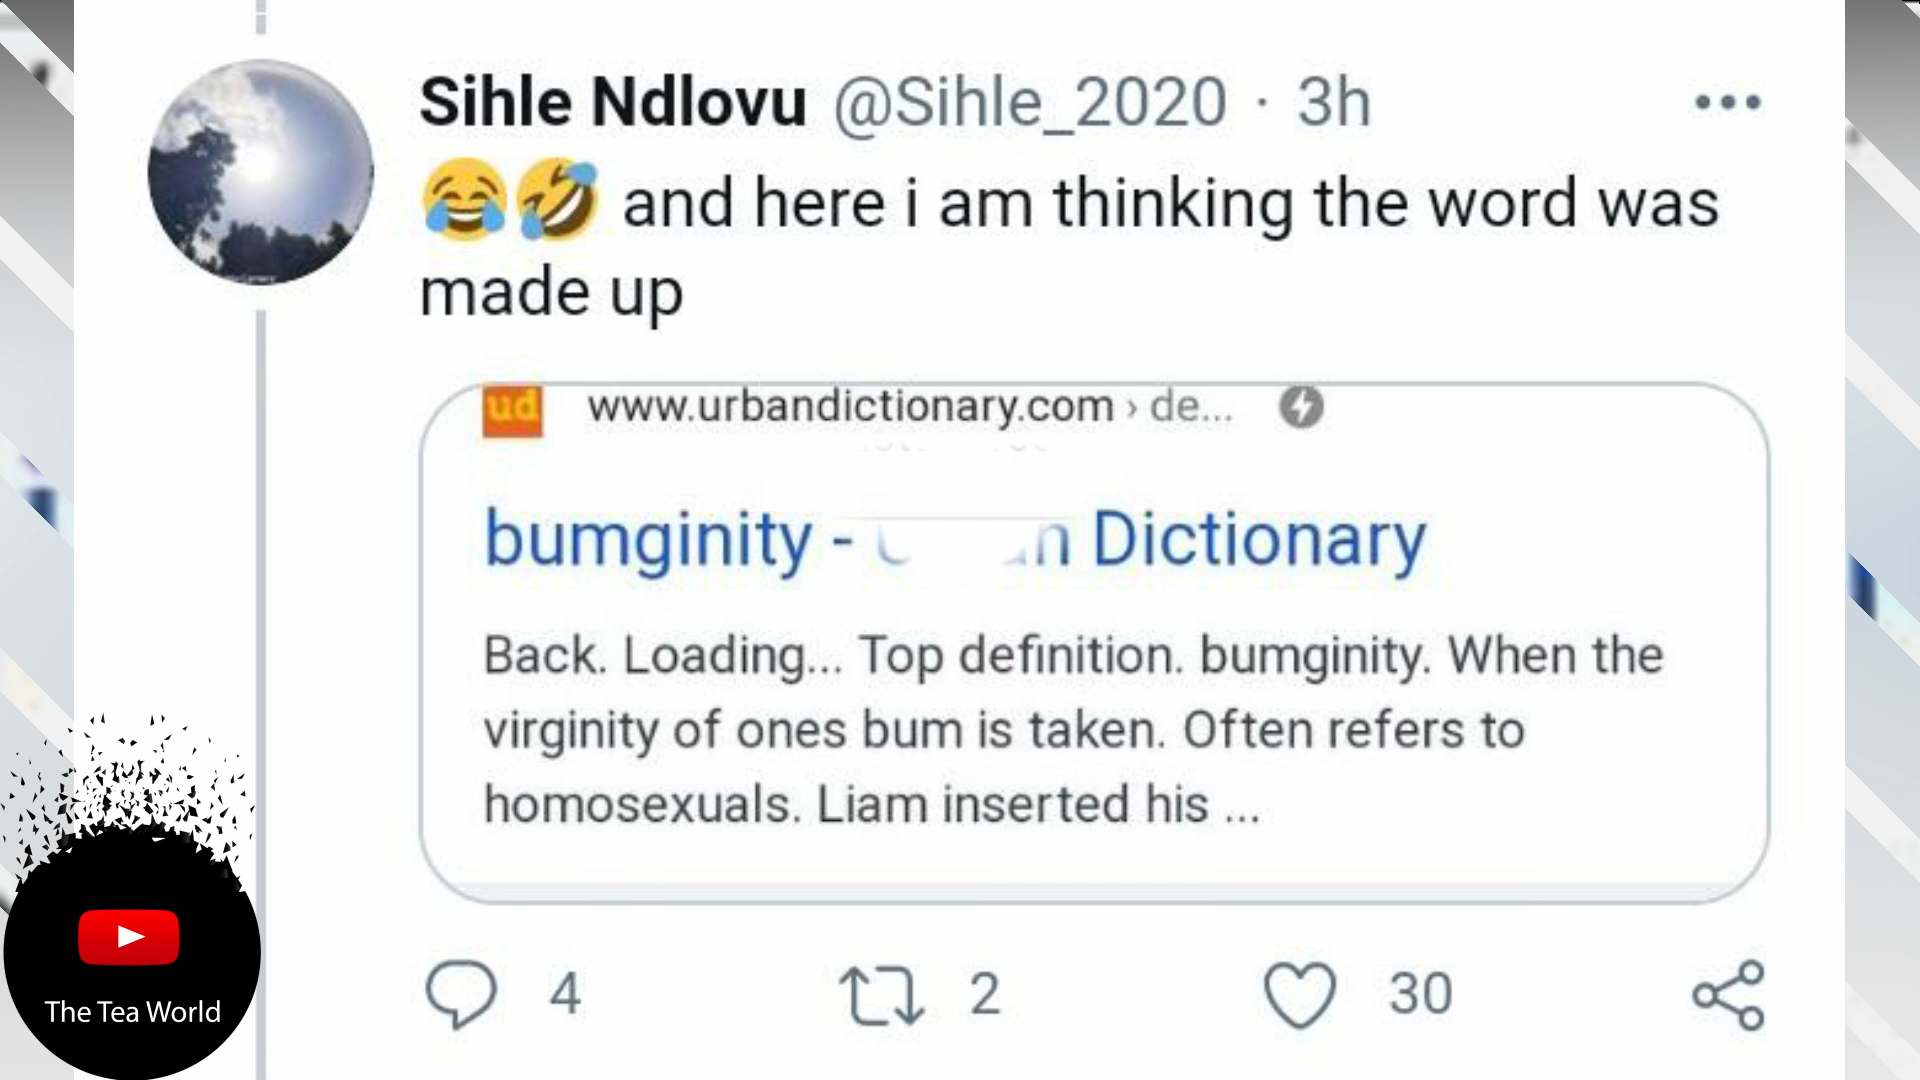 Sihle Ndlovu @Sihle_2020 · 3h
😂🤣 and here i am thinking the word was
made up
ud www.urbandictionary.com › de...
bumginity - Dictionary
Back. Loading... Top definition. bumginity. When the
virginity of ones bum is taken. Often refers to
homosexuals. Liam inserted his ...
4 2 30
The Tea World